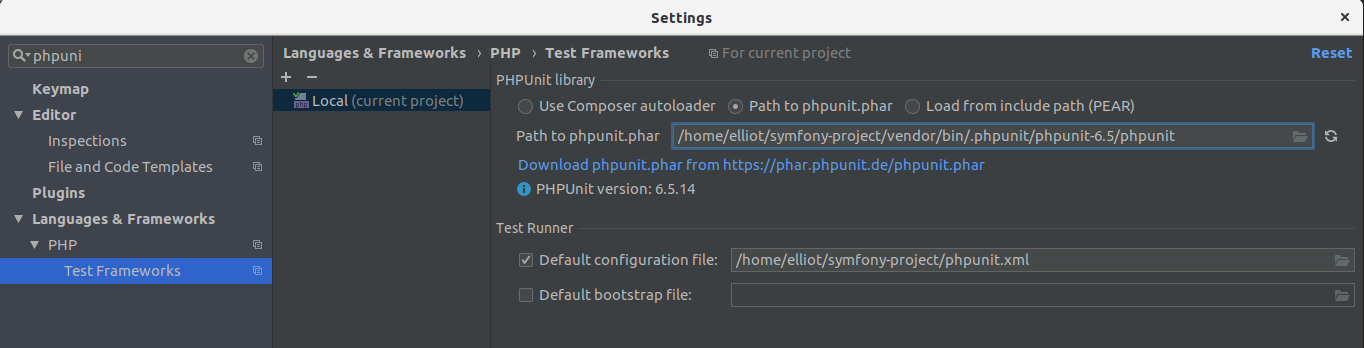 Settings
phpuni
Languages & Frameworks › PHP › Test Frameworks For current project Reset
Keymap
Editor
Inspections
File and Code Templates
Plugins
Languages & Frameworks
PHP
Test Frameworks
php Local (current project)
PHPUnit library
Use Composer autoloader Path to phpunit.phar Load from include path (PEAR)
Path to phpunit.phar /home/elliot/symfony-project/vendor/bin/.phpunit/phpunit-6.5/phpunit
Download phpunit.phar from https://phar.phpunit.de/phpunit.phar
PHPUnit version: 6.5.14
Test Runner
Default configuration file: /home/elliot/symfony-project/phpunit.xml
Default bootstrap file: